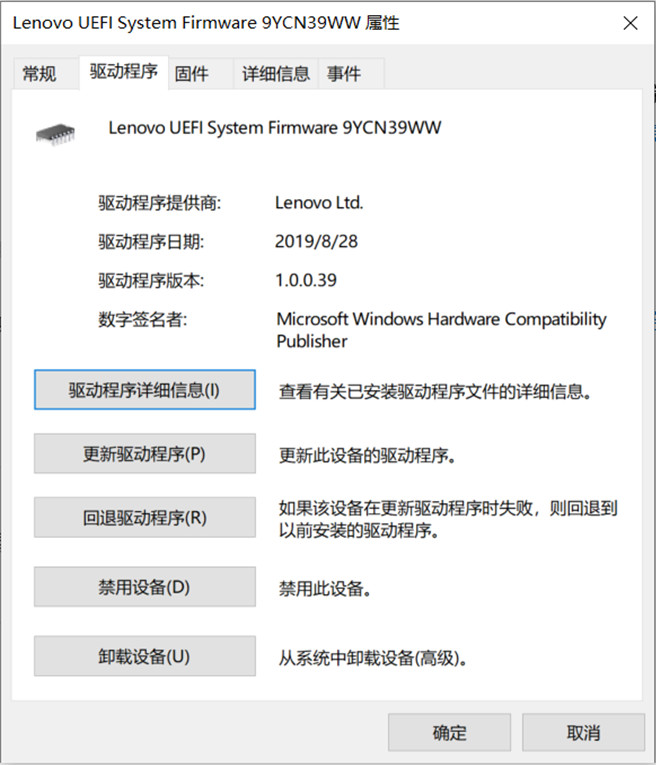 Lenovo UEFI System Firmware 9YCN39WW 属性
常规 驱动程序 固件 详细信息 事件
Lenovo UEFI System Firmware 9YCN39WW
驱动程序提供商: Lenovo Ltd.
驱动程序日期: 2019/8/28
驱动程序版本: 1.0.0.39
数字签名者: Microsoft Windows Hardware Compatibility
Publisher
驱动程序详细信息(I) 查看有关已安装驱动程序文件的详细信息。
更新驱动程序(P) 更新此设备的驱动程序。
回退驱动程序(R) 如果该设备在更新驱动程序时失败，则回退到
以前安装的驱动程序。
禁用设备(D) 禁用此设备。
卸载设备(U) 从系统中卸载设备(高级)。
确定 取消